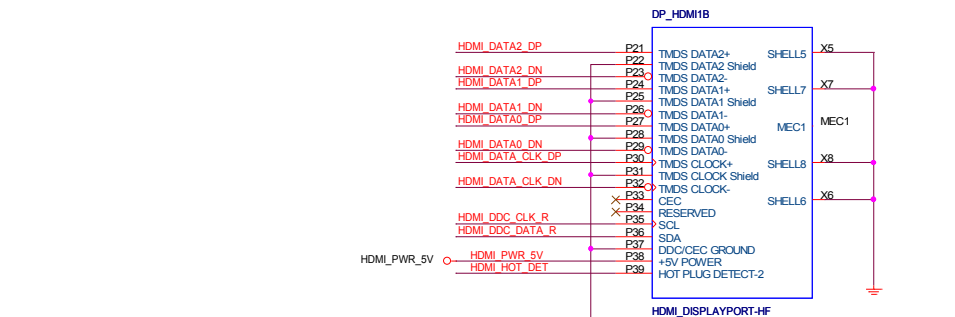 DP_HDMI1B
HDMI_DATA2_DP P21 TMDS DATA2+ SHELL5 X5
P22 TMDS DATA2 Shield
HDMI_DATA2_DN P23 TMDS DATA2-
HDMI_DATA1_DP P24 TMDS DATA1+ SHELL7 X7
P25 TMDS DATA1 Shield
HDMI_DATA1_DN P26 TMDS DATA1-
HDMI_DATA0_DP P27 TMDS DATA0+ MEC1 MEC1
P28 TMDS DATA0 Shield
HDMI_DATA0_DN P29 TMDS DATA0-
HDMI_DATA_CLK_DP P30 TMDS CLOCK+ SHELL8 X8
P31 TMDS CLOCK Shield
HDMI_DATA_CLK_DN P32 TMDS CLOCK-
P33 CEC SHELL6 X6
P34 RESERVED
HDMI_DDC_CLK_R P35 SCL
HDMI_DDC_DATA_R P36 SDA
P37 DDC/CEC GROUND
HDMI_PWR_5V HDMI_PWR_5V P38 +5V POWER
HDMI_HOT_DET P39 HOT PLUG DETECT-2
HDMI_DISPLAYPORT-HF